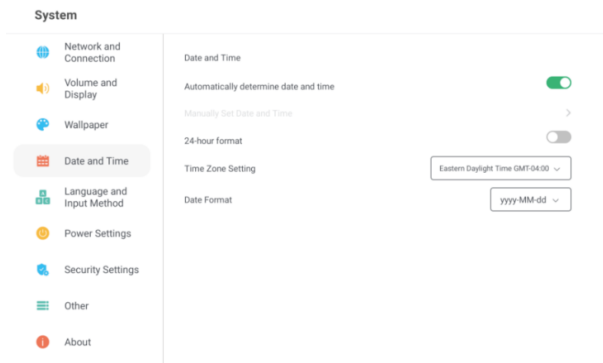 System
Network and
Connection
Volume and
Display
Wallpaper
Date and Time
Language and
Input Method
Power Settings
Security Settings
Other
About
Date and Time
Automatically determine date and time
Manually Set Date and Time
24-hour format
Time Zone Setting
Eastern Daylight Time GMT-04:00
Date Format
yyyy-MM-dd